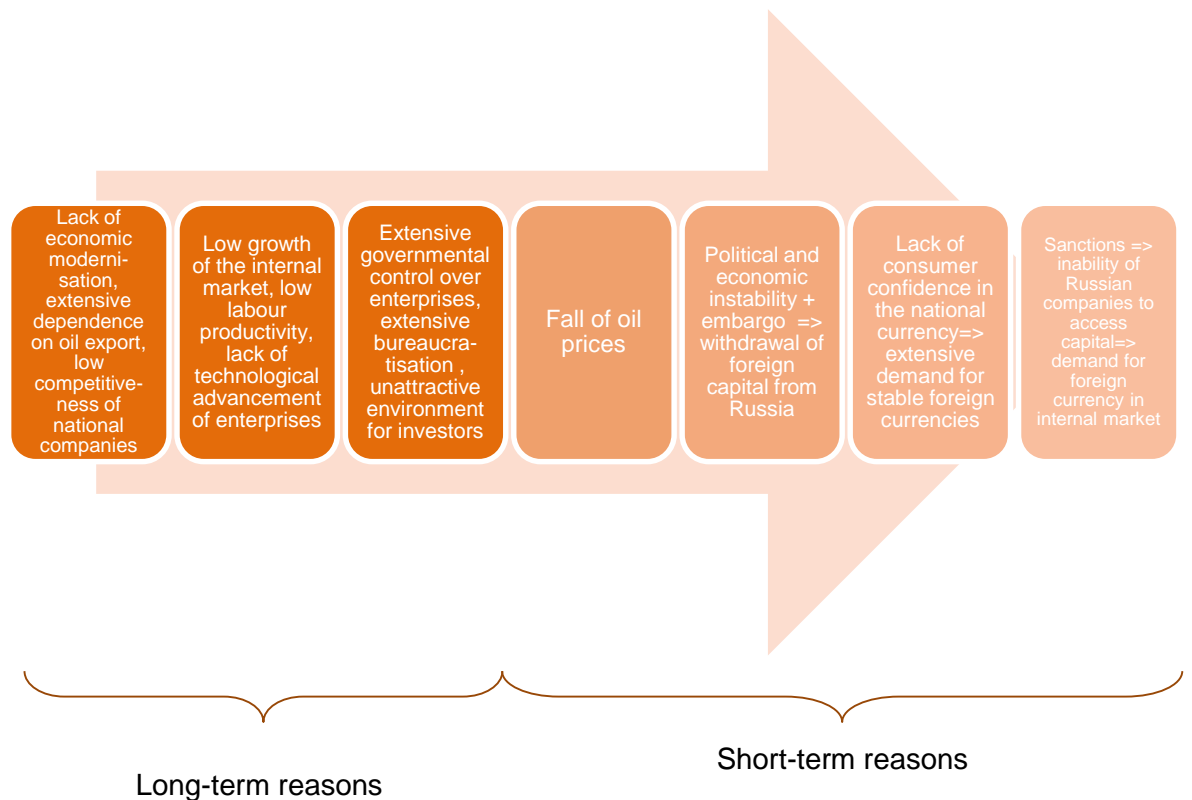 Lack of
economic
moderni-
sation,
extensive
dependence
on oil export,
low
competitive-
ness of
national
companies
Low growth
of the internal
market, low
labour
productivity,
lack of
technological
advancement
of enterprises
Extensive
governmental
control over
enterprises,
extensive
bureaucra-
tisation ,
unattractive
environment
for investors
Fall of oil
prices
Political and
economic
instability +
embargo =>
withdrawal of
foreign
capital from
Russia
Lack of
consumer
confidence in
the national
currency=>
extensive
demand for
stable foreign
currencies
Sanctions =>
inability of
Russian
companies to
access
capital=>
demand for
foreign
currency in
internal market
Long-term reasons
Short-term reasons